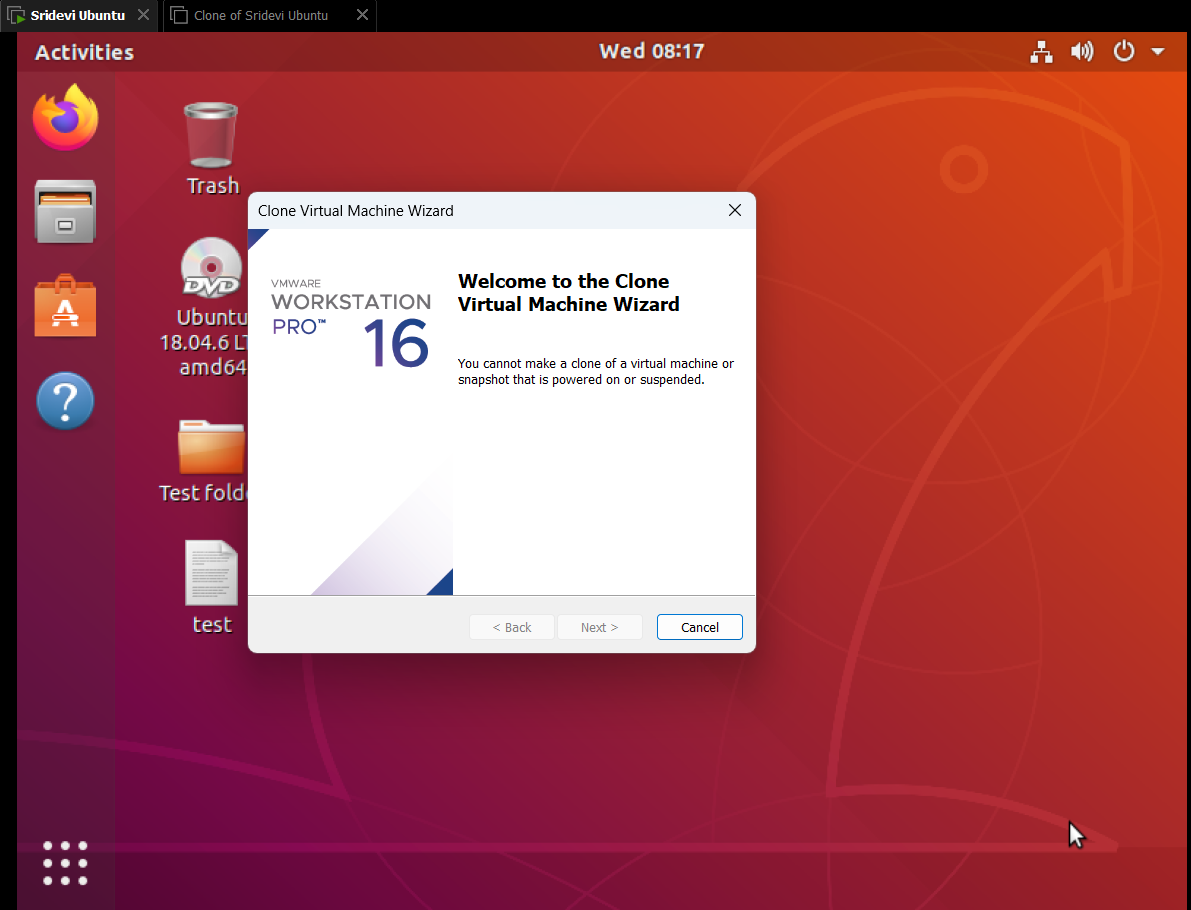 Sridevi Ubuntu
Clone of Sridevi Ubuntu
Activities
Wed 08:17
Trash
DVD
Ubuntu
18.04.6 LT
amd64
Test folde
test
Clone Virtual Machine Wizard
VMWARE
WORKSTATION
PRO™ 16
Welcome to the Clone
Virtual Machine Wizard
You cannot make a clone of a virtual machine or
snapshot that is powered on or suspended.
< Back
Next >
Cancel